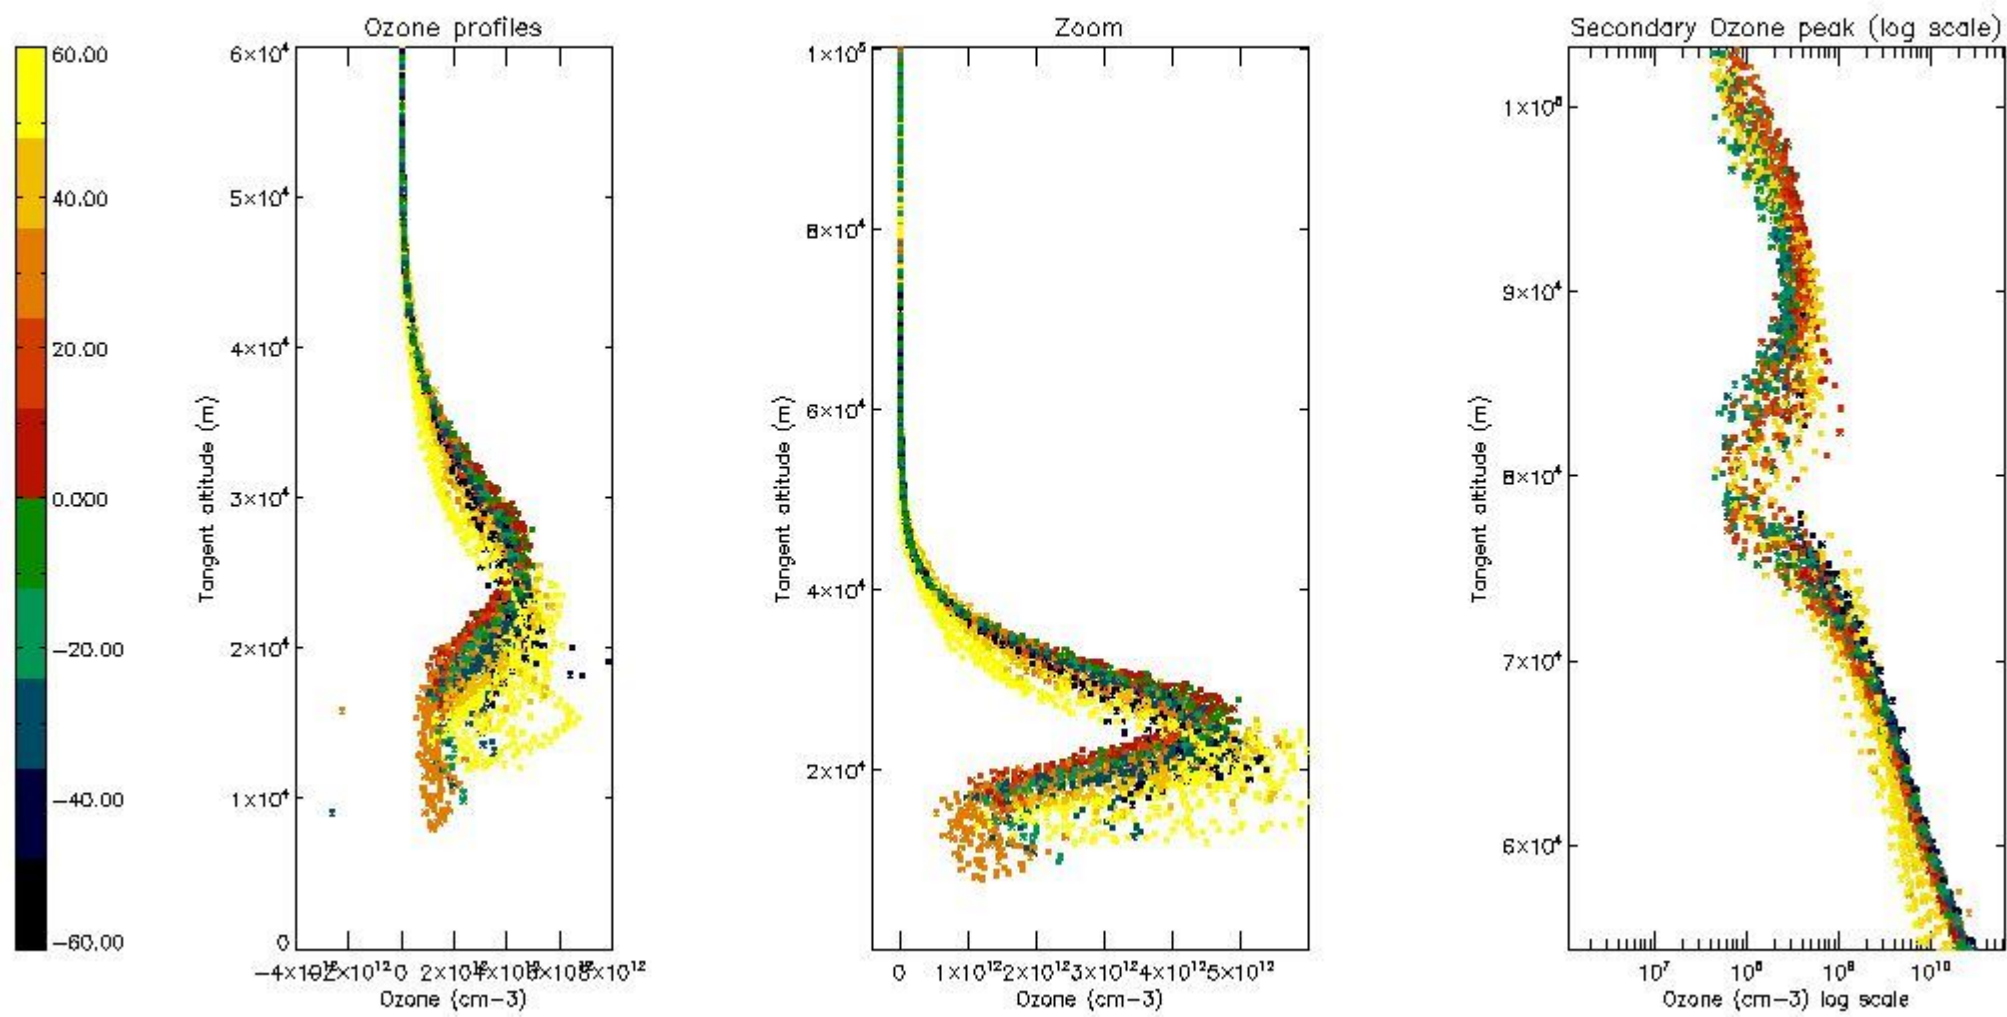 Ozone profiles
Zoom
Secondary Ozone peak (log scale)
60.00
40.00
20.00
0.000
−20.00
−40.00
−60.00
6×10⁴
5×10⁴
4×10⁴
3×10⁴
2×10⁴
1×10⁴
0
Tangent altitude (m)
0
Ozone (cm−3)
1×10⁵
8×10⁴
6×10⁴
4×10⁴
2×10⁴
Tangent altitude (m)
0 1×10¹² 2×10¹² 3×10¹² 4×10¹² 5×10¹²
Ozone (cm−3)
9×10⁴
8×10⁴
7×10⁴
6×10⁴
Tangent altitude (m)
10⁷ 10⁸ 10⁹ 10¹⁰
Ozone (cm−3) log scale